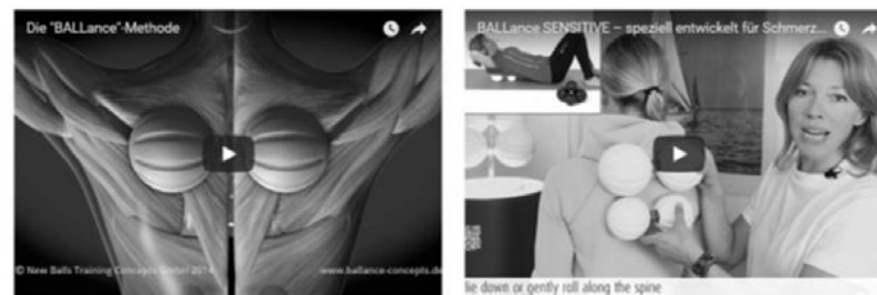 Die "BALLance"-Methode
© New Balls Training Concepts GmbH 2014
www.ballance-concepts.de
BALLance SENSITIVE – speziell entwickelt für Schmerz...
lie down or gently roll along the spine